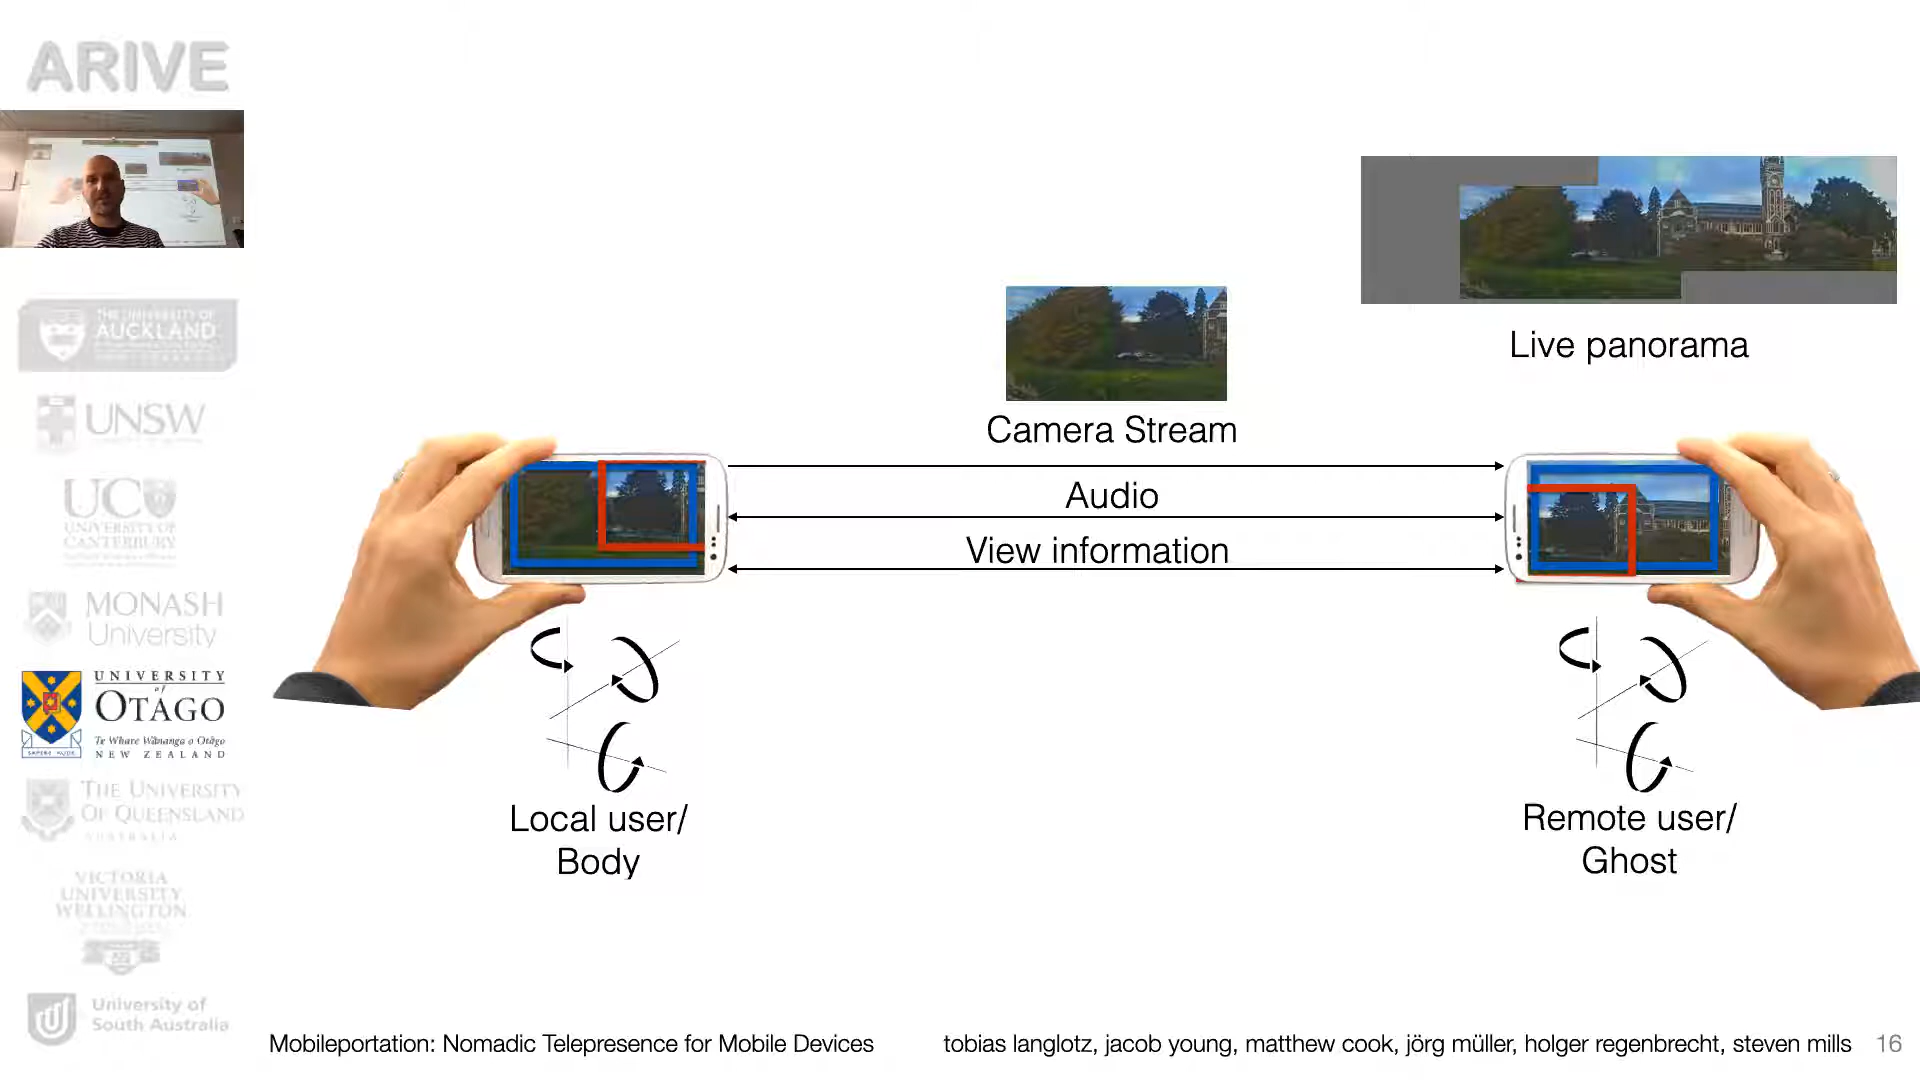 ARIVE
THE UNIVERSITY OF
AUCKLAND
UNSW
UC
UNIVERSITY OF
CANTERBURY
MONASH
University
UNIVERSITY
of
OTAGO
Te Whare Wānanga o Otāgo
NEW ZEALAND
SAPERE AUDE
THE UNIVERSITY
OF QUEENSLAND
AUSTRALIA
VICTORIA
UNIVERSITY
WELLINGTON
University of
South Australia
Live panorama
Camera Stream
Audio
View information
Local user/
Body
Remote user/
Ghost
Mobileportation: Nomadic Telepresence for Mobile Devices
tobias langlotz, jacob young, matthew cook, jörg müller, holger regenbrecht, steven mills
16